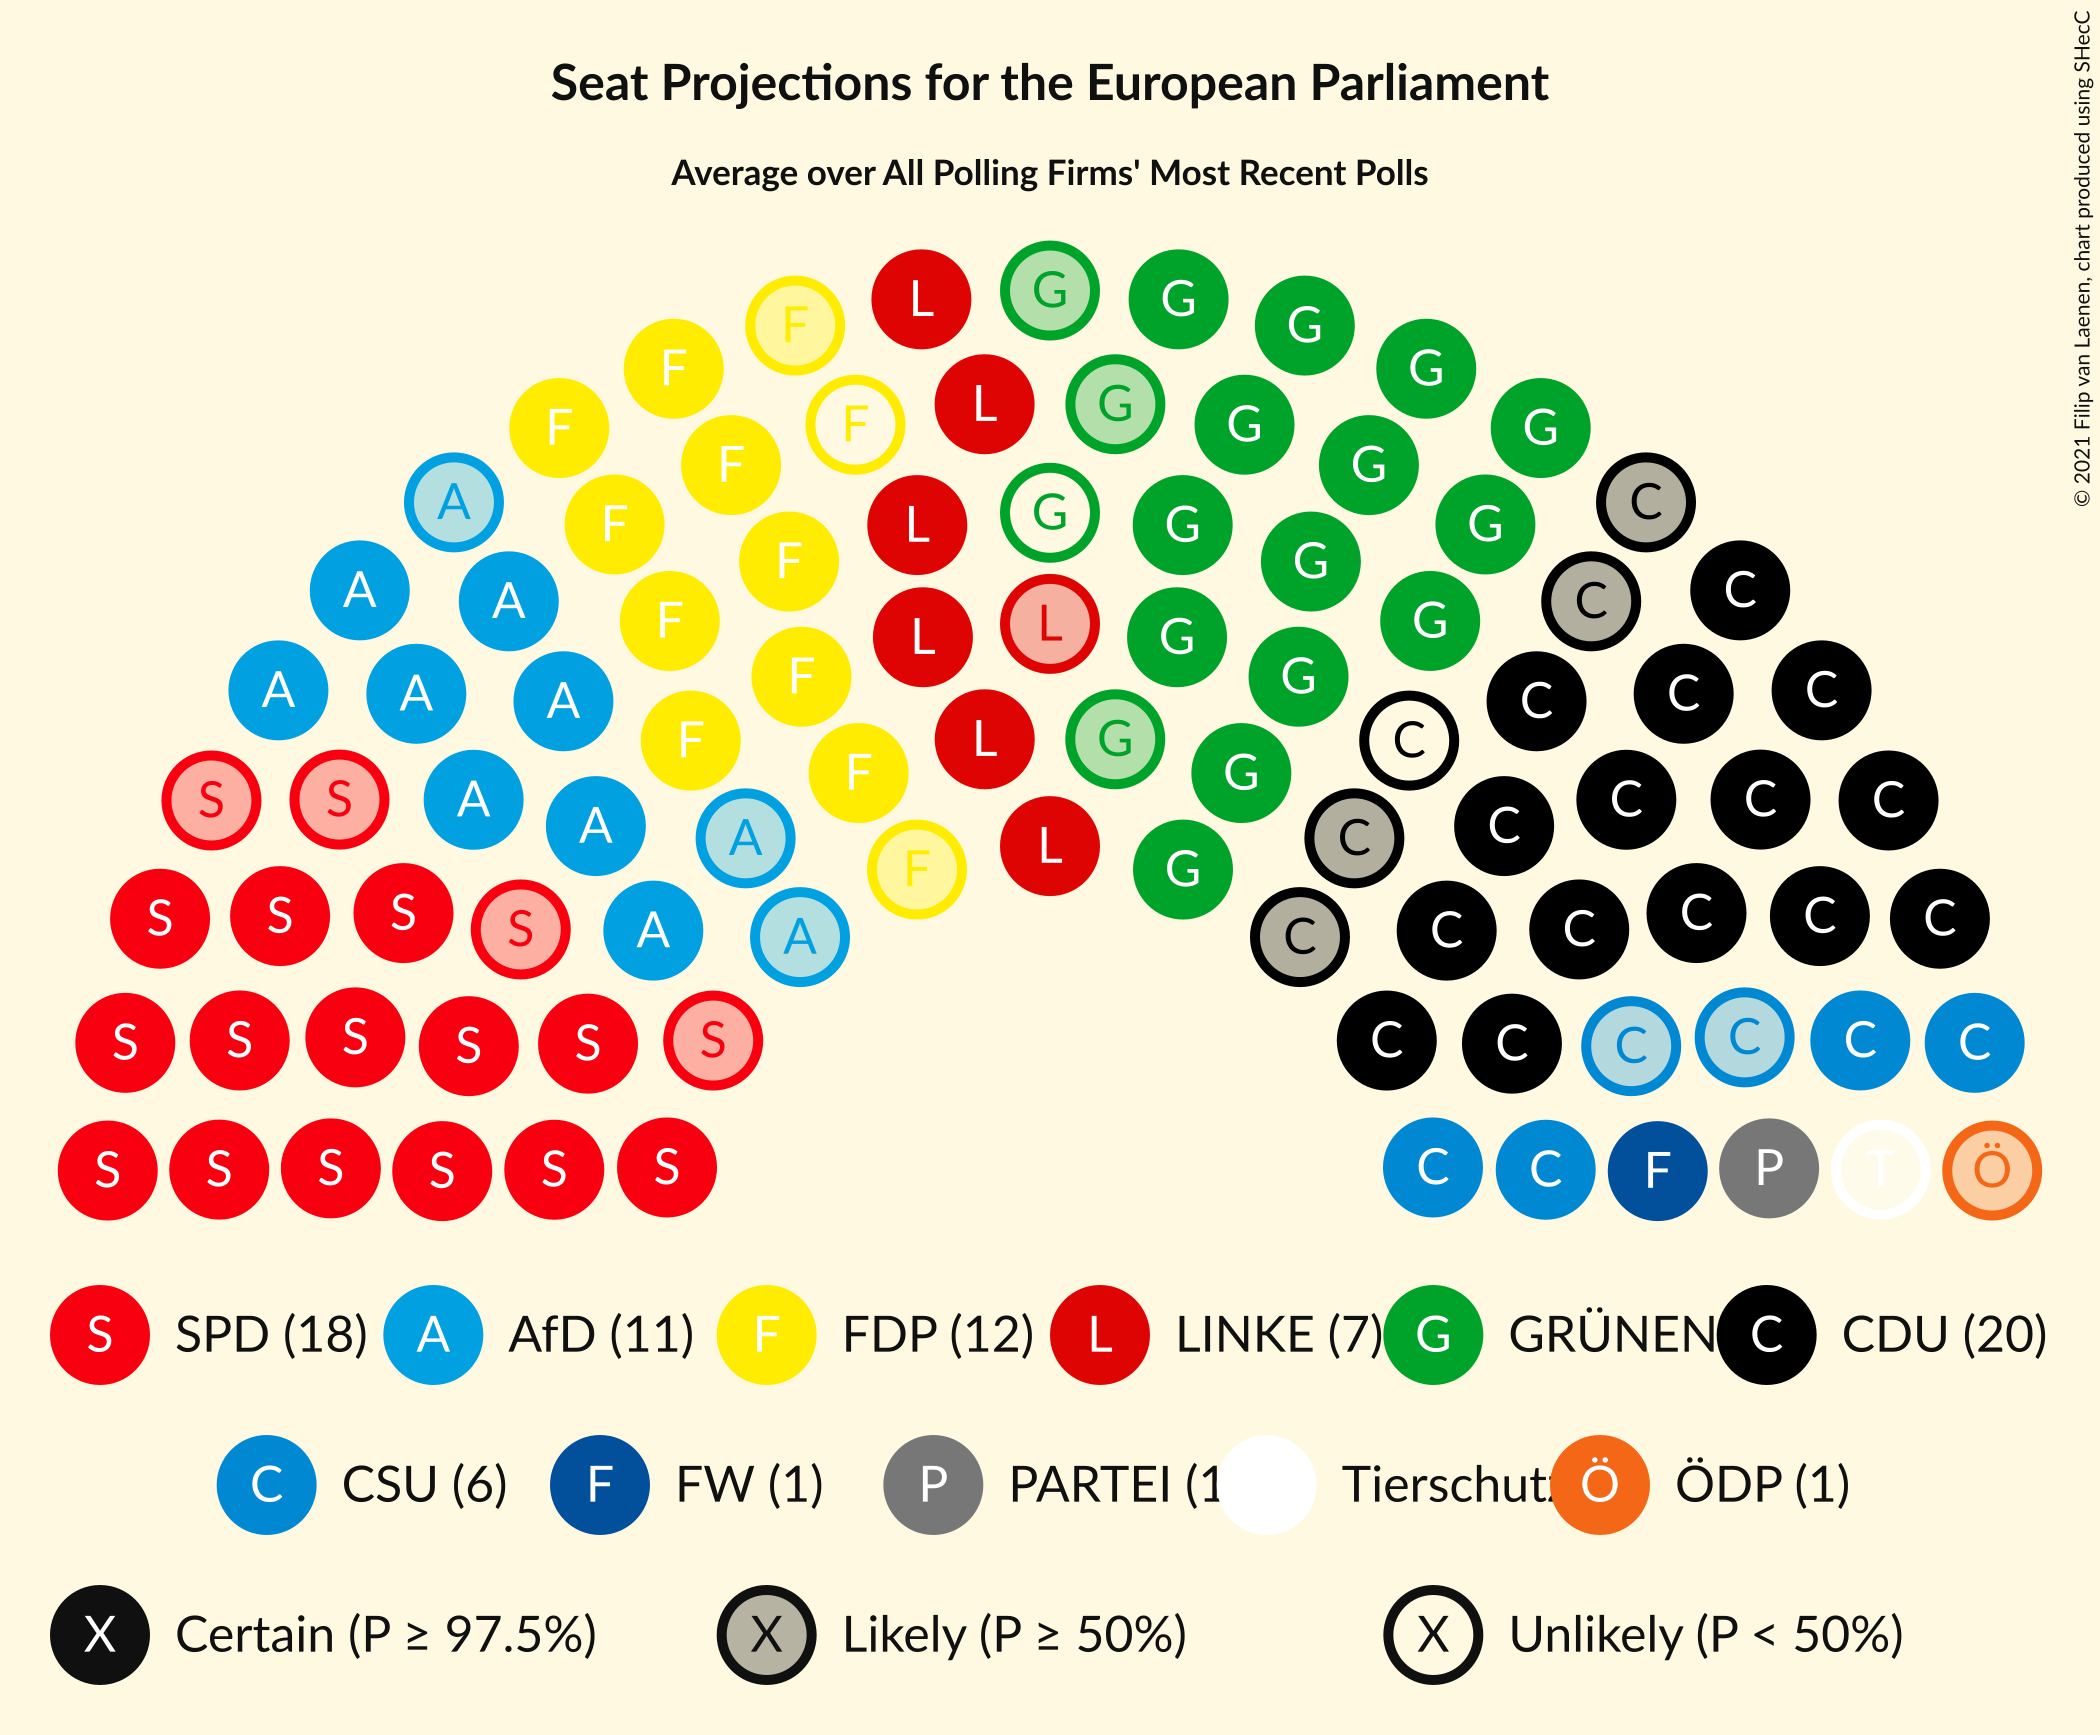 © 2021 Filip van Laenen, chart produced using SHecC
Seat Projections for the European Parliament
Average over All Polling Firms' Most Recent Polls
F L G G G
F G
F F L G G G
F G
A F L G G G C
F G
A A F L L G G C C
A A A F G C C C
F L G C
S S A F G C C C
A A L C C
S S S S A A F G C C C C C C
S S S S S S C C C C C C
S S S S S S C C F P T Ö
S SPD (18) A AfD (11) F FDP (12) L LINKE (7) G GRÜNEN C CDU (20)
C CSU (6) F FW (1) P PARTEI (1 Tierschutz Ö ÖDP (1)
X Certain (P ≥ 97.5%) X Likely (P ≥ 50%) X Unlikely (P < 50%)